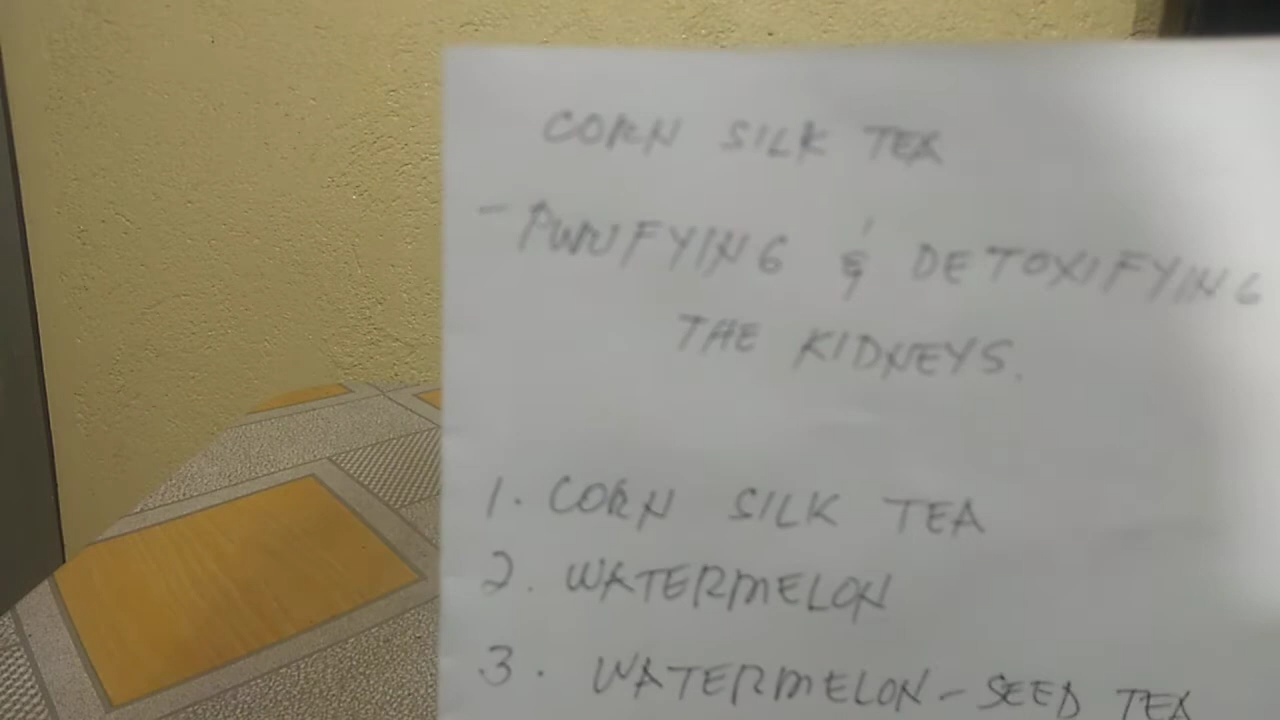 CORN SILK TEA
- PURIFYING & DETOXIFYING
THE KIDNEYS.
1. CORN SILK TEA
2. WATERMELON
3. WATERMELON-SEED TEA